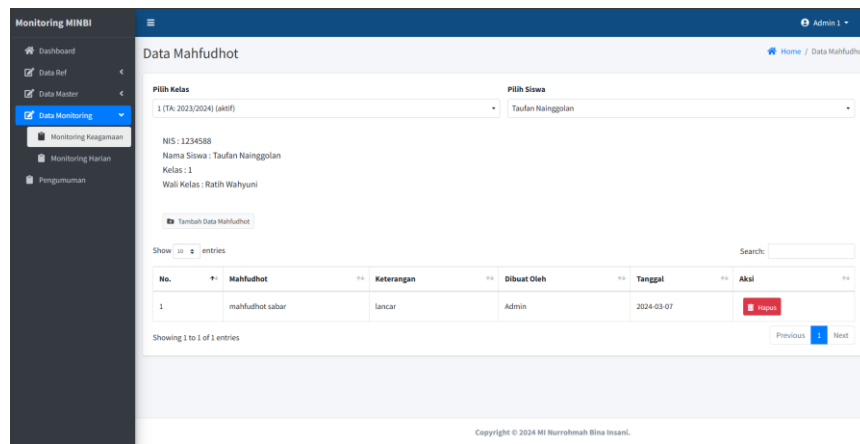 Monitoring MINBI
Admin 1
Dashboard
Data Ref
Data Master
Data Monitoring
Monitoring Keagamaan
Monitoring Harian
Pengumuman
Data Mahfudhot
Home / Data Mahfudh
Pilih Kelas
Pilih Siswa
1 (TA: 2023/2024) (aktif)
Taufan Nainggolan
NIS : 1234588
Nama Siswa : Taufan Nainggolan
Kelas : 1
Wali Kelas : Ratih Wahyuni
Tambah Data Mahfudhot
Show 10 entries
Search:
No. Mahfudhot Keterangan Dibuat Oleh Tanggal Aksi
1 mahfudhot sabar lancar Admin 2024-03-07 Hapus
Showing 1 to 1 of 1 entries
Previous 1 Next
Copyright © 2024 MI Nurrohmah Bina Insani.